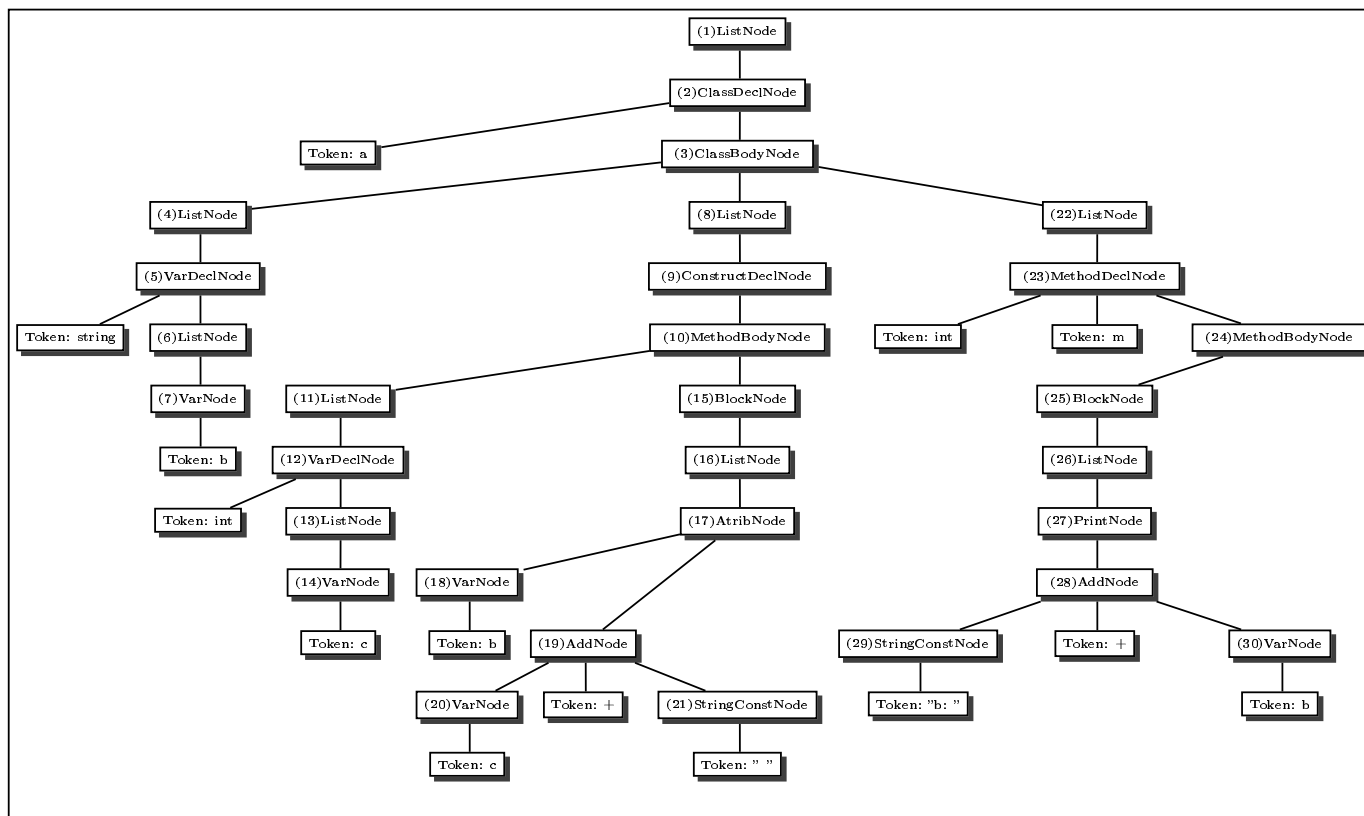 (1)ListNode
(2)ClassDeclNode
Token: a
(3)ClassBodyNode
(4)ListNode
(8)ListNode
(22)ListNode
(5)VarDeclNode
(9)ConstructDeclNode
(23)MethodDeclNode
Token: string
(6)ListNode
(10)MethodBodyNode
Token: int
Token: m
(24)MethodBodyNode
(7)VarNode
(11)ListNode
(15)BlockNode
(25)BlockNode
Token: b
(12)VarDeclNode
(16)ListNode
(26)ListNode
Token: int
(13)ListNode
(17)AtribNode
(27)PrintNode
(14)VarNode
(18)VarNode
(28)AddNode
Token: c
Token: b
(19)AddNode
(29)StringConstNode
Token: +
(30)VarNode
(20)VarNode
Token: +
(21)StringConstNode
Token: "b: "
Token: b
Token: c
Token: " "